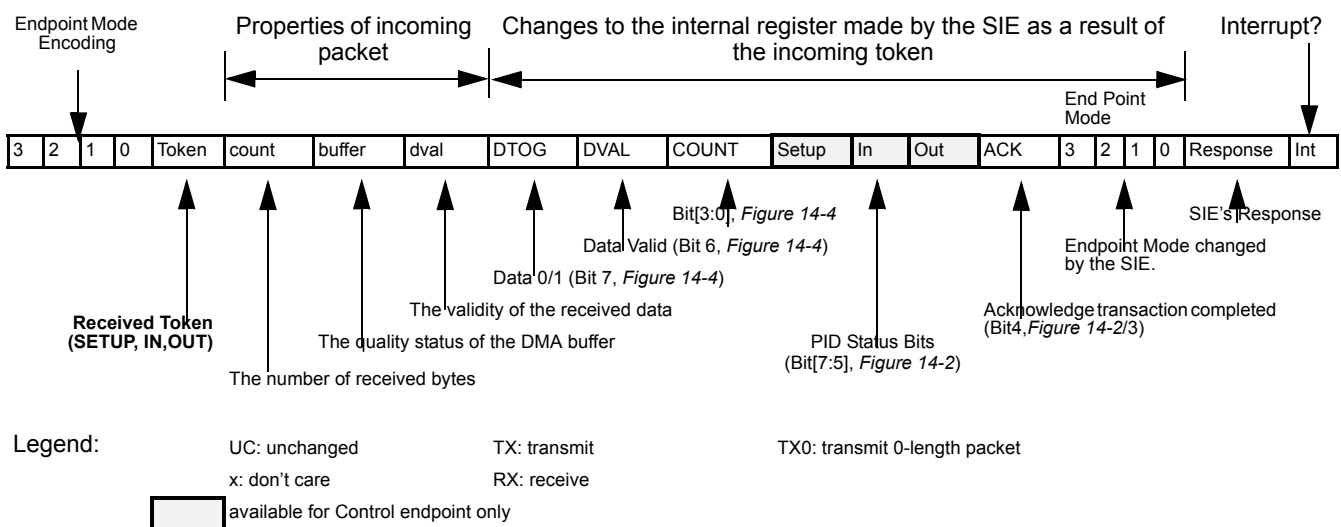 Endpoint Mode
Encoding
Properties of incoming
packet
Changes to the internal register made by the SIE as a result of
the incoming token
Interrupt?
End Point
Mode
3 2 1 0 Token count buffer dval DTOG DVAL COUNT Setup In Out ACK 3 2 1 0 Response Int
Bit[3:0], Figure 14-4
SIE's Response
Data Valid (Bit 6, Figure 14-4)
Endpoint Mode changed
by the SIE.
Data 0/1 (Bit 7, Figure 14-4)
The validity of the received data
Acknowledge transaction completed
(Bit4,Figure 14-2/3)
Received Token
(SETUP, IN,OUT)
The quality status of the DMA buffer
PID Status Bits
(Bit[7:5], Figure 14-2)
The number of received bytes
Legend:
UC: unchanged
TX: transmit
TX0: transmit 0-length packet
x: don't care
RX: receive
available for Control endpoint only